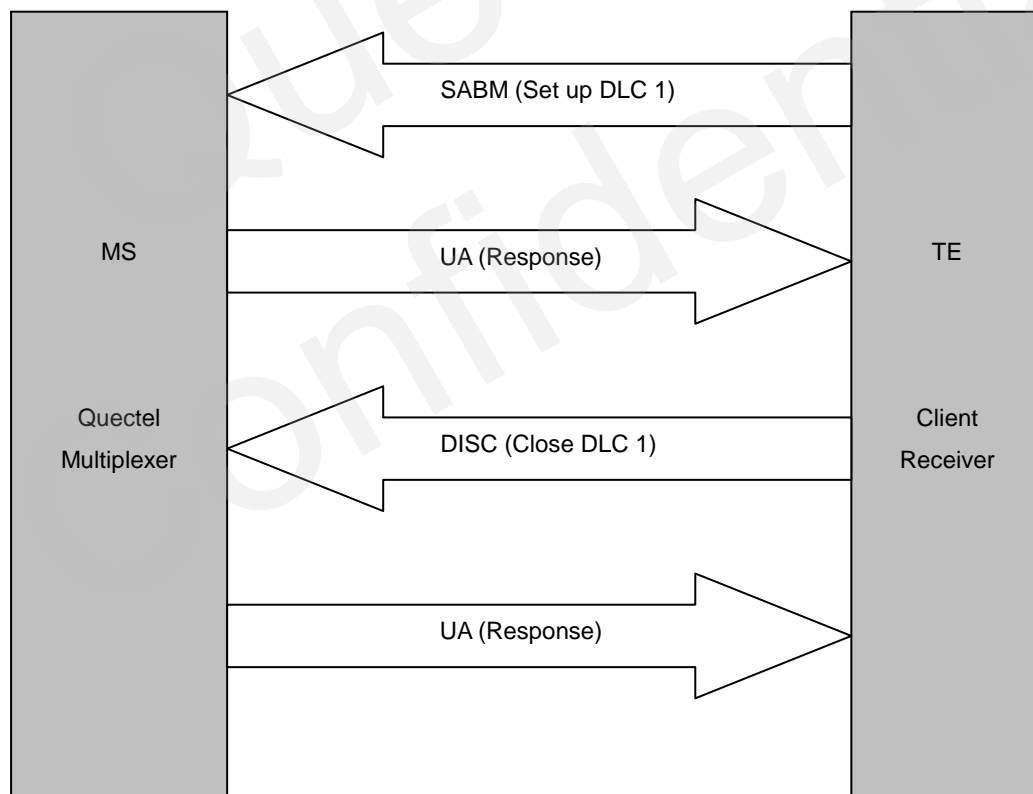 SABM (Set up DLC 1)
MS
UA (Response)
TE
Quectel
Multiplexer
DISC (Close DLC 1)
Client
Receiver
UA (Response)